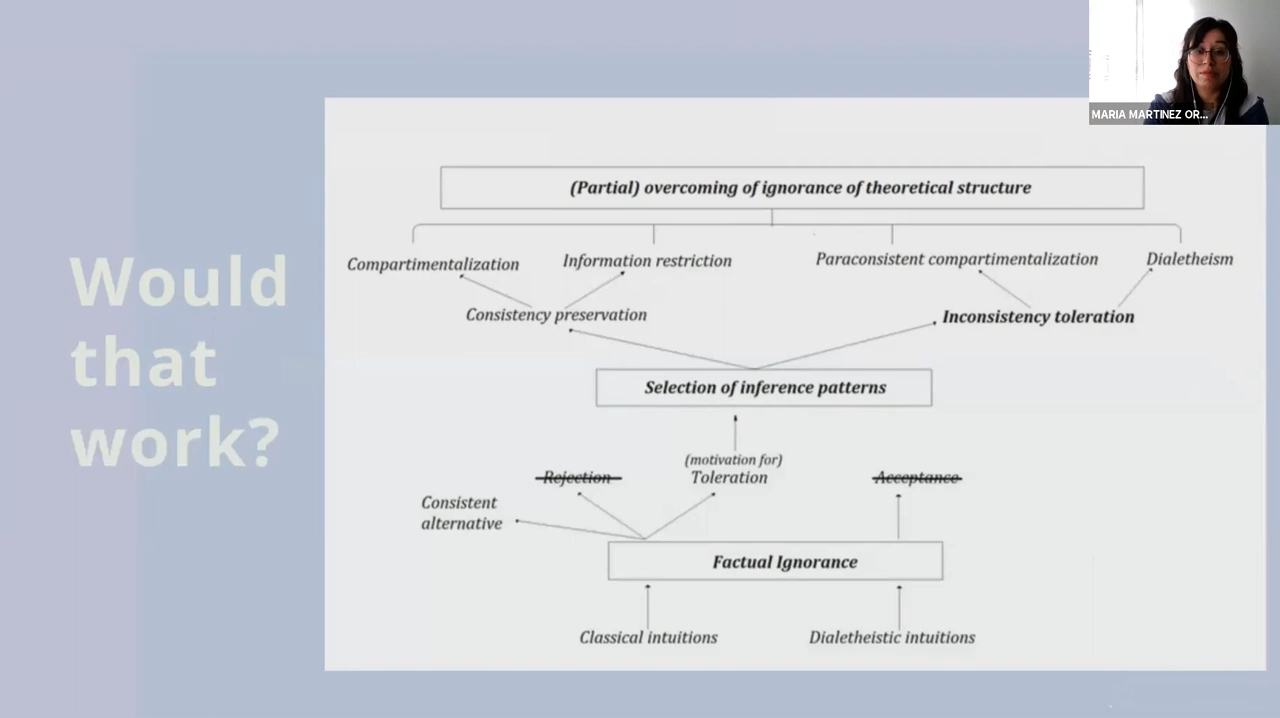 MARIA MARTINEZ OR...
Would
that
work?
(Partial) overcoming of ignorance of theoretical structure
Compartimentalization
Information restriction
Paraconsistent compartimentalization
Dialetheism
Consistency preservation
Inconsistency toleration
Selection of inference patterns
(motivation for)
Rejection
Toleration
Acceptance
Consistent
alternative
Factual Ignorance
Classical intuitions
Dialetheistic intuitions